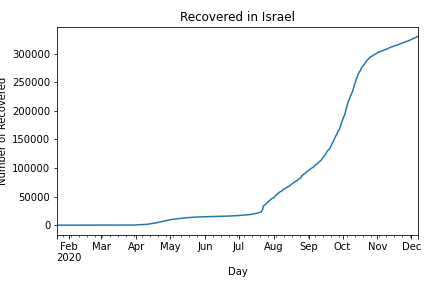 Recovered in Israel
Number of Recovered
300000
250000
200000
150000
100000
50000
0
Feb Mar Apr May Jun Jul Aug Sep Oct Nov Dec
2020
Day